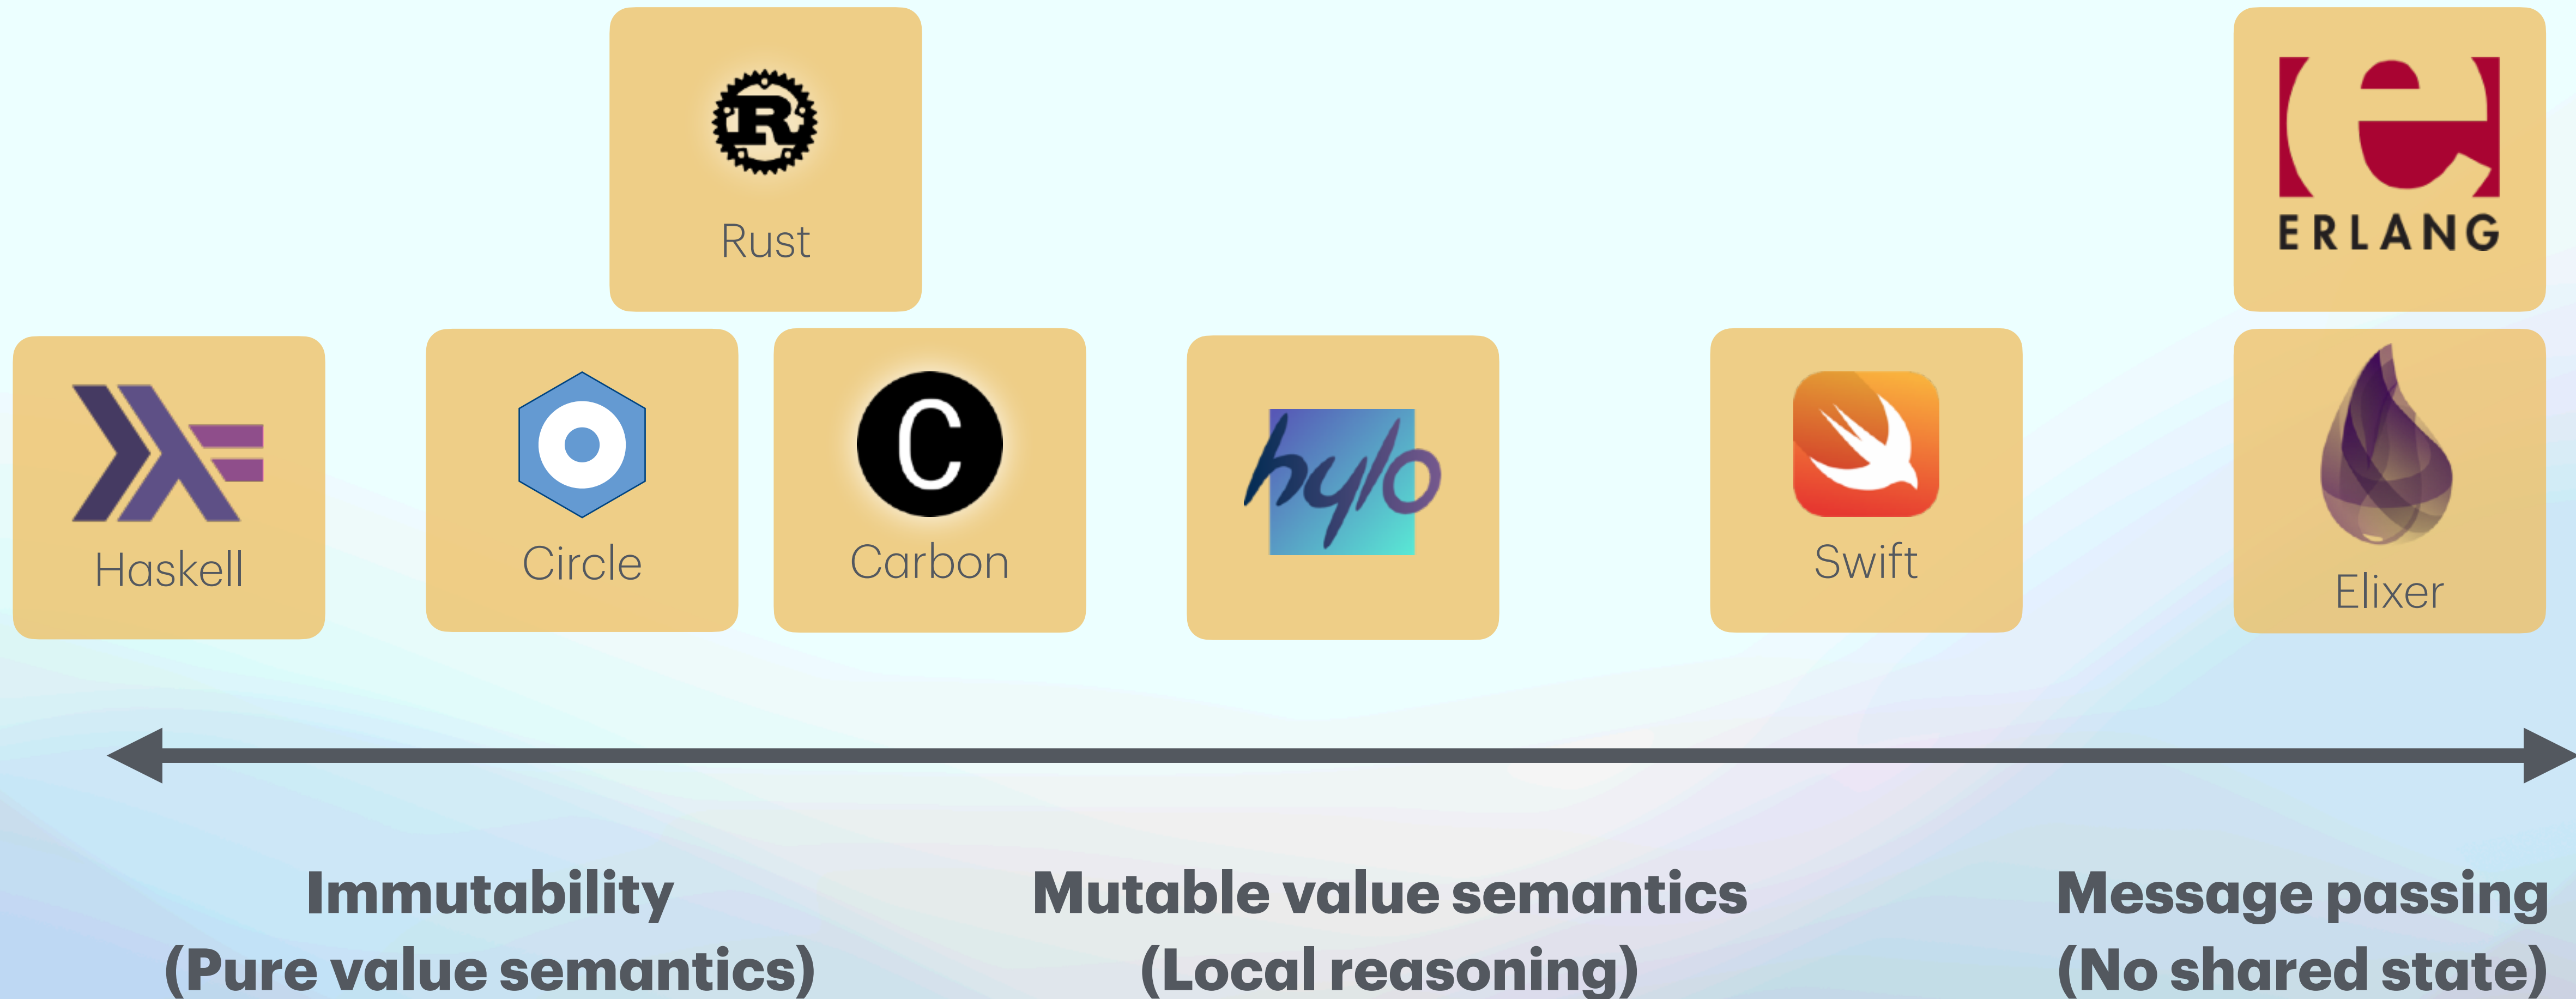 R
Rust
e
ERLANG
Haskell
Circle
C
Carbon
hylo
Swift
Elixer
Immutability
(Pure value semantics)
Mutable value semantics
(Local reasoning)
Message passing
(No shared state)